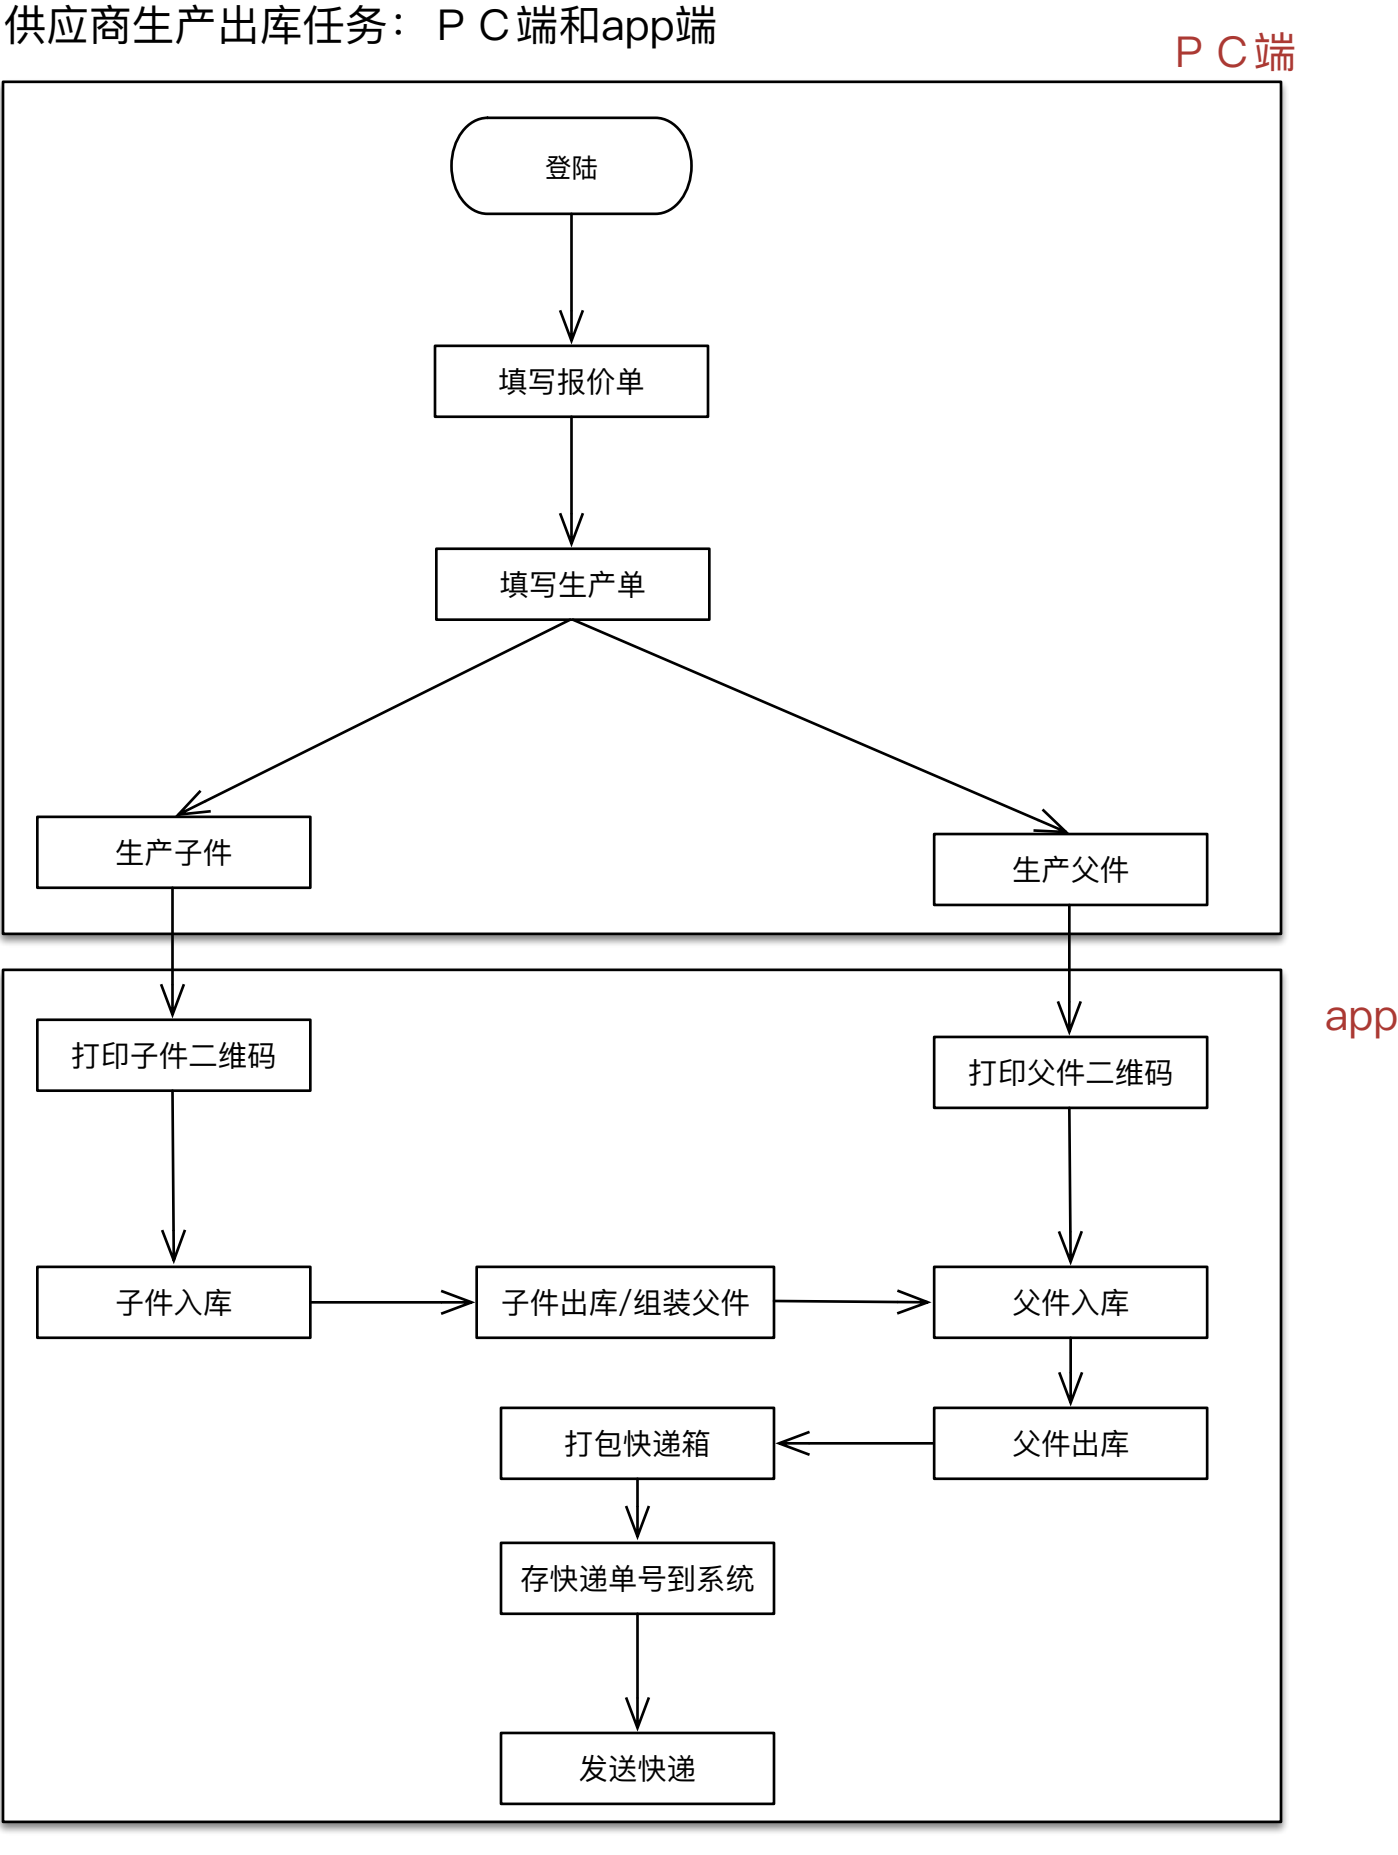 供应商生产出库任务：ＰＣ端和app端
ＰＣ端
登陆
填写报价单
填写生产单
生产子件
生产父件
app
打印子件二维码
打印父件二维码
子件入库
子件出库/组装父件
父件入库
打包快递箱
父件出库
存快递单号到系统
发送快递